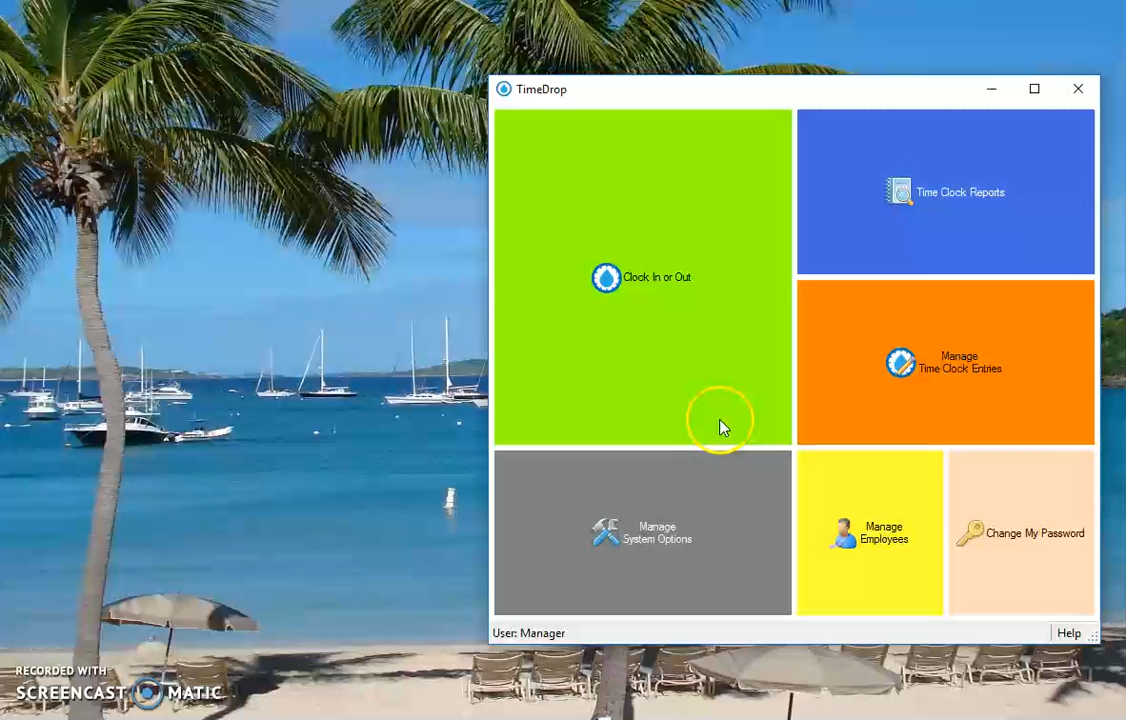 TimeDrop
Clock In or Out
Time Clock Reports
Manage
Time Clock Entries
Manage
System Options
Manage
Employees
Change My Password
User: Manager
Help
RECORDED WITH
SCREENCAST MATIC